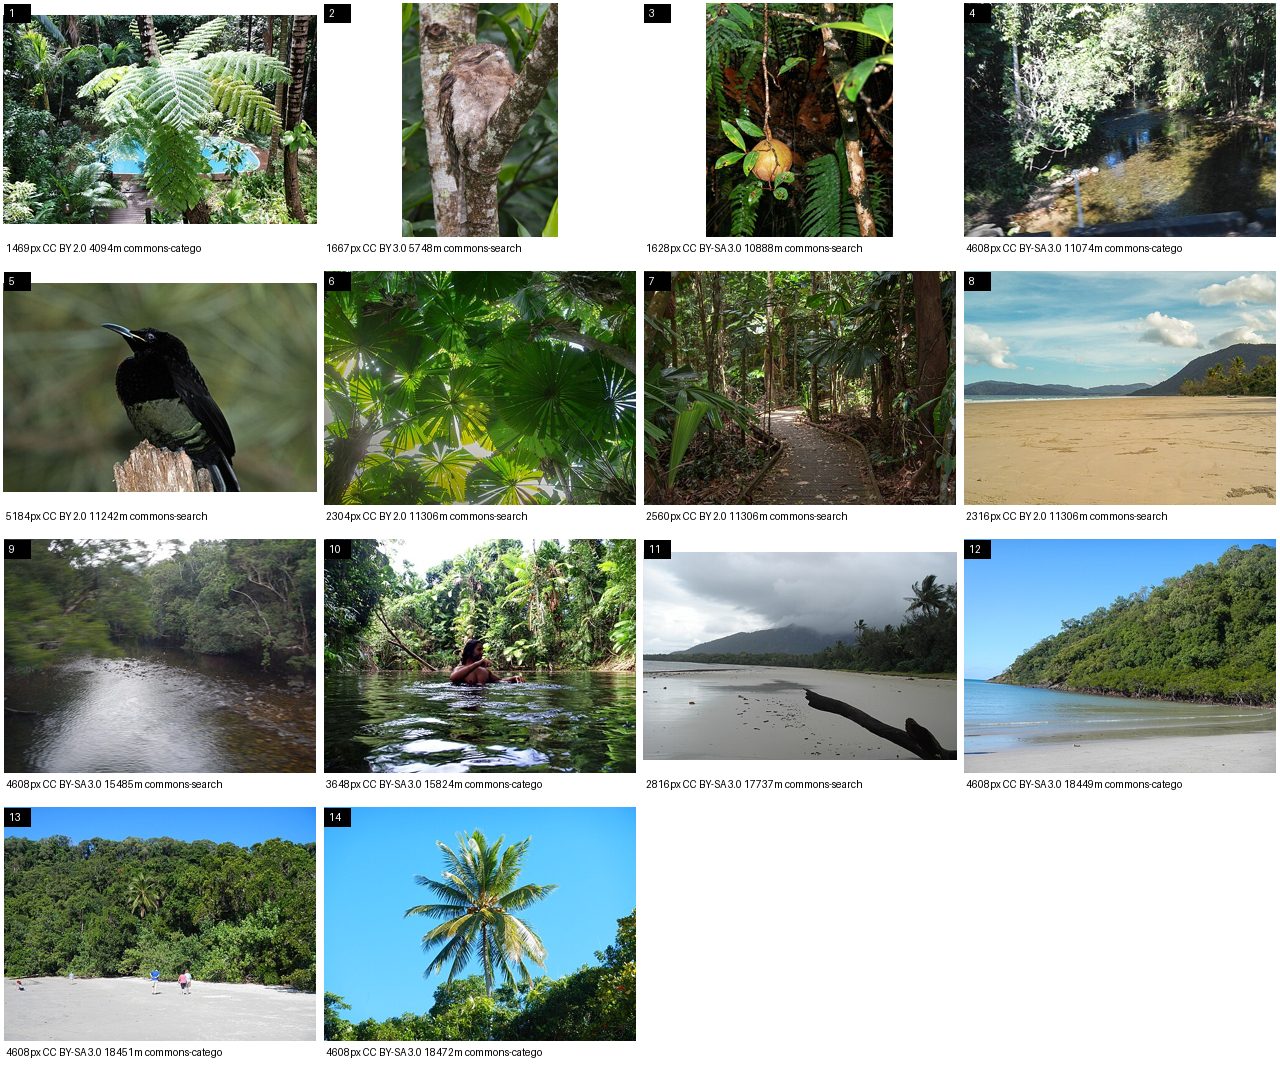 1
2
3
4
1469px CC BY 2.0 4094m commons-catego
1667px CC BY 3.0 5748m commons-search
1628px CC BY-SA 3.0 10888m commons-search
4608px CC BY-SA 3.0 11074m commons-catego
5
6
7
8
5184px CC BY 2.0 11242m commons-search
2304px CC BY 2.0 11306m commons-search
2560px CC BY 2.0 11306m commons-search
2316px CC BY 2.0 11306m commons-search
9
10
11
12
4608px CC BY-SA 3.0 15485m commons-search
3648px CC BY-SA 3.0 15824m commons-catego
2816px CC BY-SA 3.0 17737m commons-search
4608px CC BY-SA 3.0 18449m commons-catego
13
14
4608px CC BY-SA 3.0 18451m commons-catego
4608px CC BY-SA 3.0 18472m commons-catego